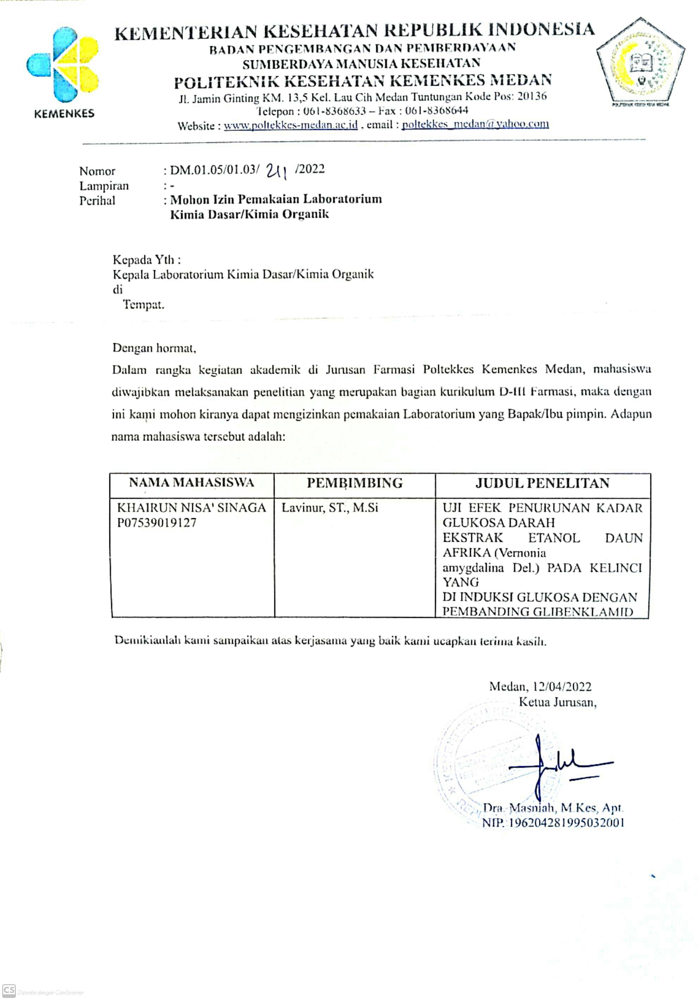 KEMENTERIAN KESEHATAN REPUBLIK INDONESIA
BADAN PENGEMBANGAN DAN PEMBERDAYAAN
SUMBERDAYA MANUSIA KESEHATAN
POLITEKNIK KESEHATAN KEMENKES MEDAN
Jl. Jamin Ginting KM. 13,5 Kel. Lau Cih Medan Tuntungan Kode Pos: 20136
Telepon : 061-8368633 – Fax : 061-8368644
Website : www.poltekkes-medan.ac.id , email : poltekkes_medan@yahoo.com
KEMENKES
Nomor : DM.01.05/01.03/ 211 /2022
Lampiran : -
Perihal : Mohon Izin Pemakaian Laboratorium
Kimia Dasar/Kimia Organik
Kepada Yth :
Kepala Laboratorium Kimia Dasar/Kimia Organik
di
Tempat.
Dengan hormat,
Dalam rangka kegiatan akademik di Jurusan Farmasi Poltekkes Kemenkes Medan, mahasiswa
diwajibkan melaksanakan penelitian yang merupakan bagian kurikulum D-III Farmasi, maka dengan
ini kami mohon kiranya dapat mengizinkan pemakaian Laboratorium yang Bapak/Ibu pimpin. Adapun
nama mahasiswa tersebut adalah:
NAMA MAHASISWA PEMBIMBING JUDUL PENELITAN
KHAIRUN NISA' SINAGA Lavinur, ST., M.Si UJI EFEK PENURUNAN KADAR
P07539019127 GLUKOSA DARAH
EKSTRAK ETANOL DAUN
AFRIKA (Vernonia
amygdalina Del.) PADA KELINCI
YANG
DI INDUKSI GLUKOSA DENGAN
PEMBANDING GLIBENKLAMID
Demikianlah kami sampaikan atas kerjasama yang baik kami ucapkan terima kasih.
Medan, 12/04/2022
Ketua Jurusan,
Dra. Masniah, M.Kes, Apt.
NIP. 196204281995032001
CS Dipindai dengan CamScanner